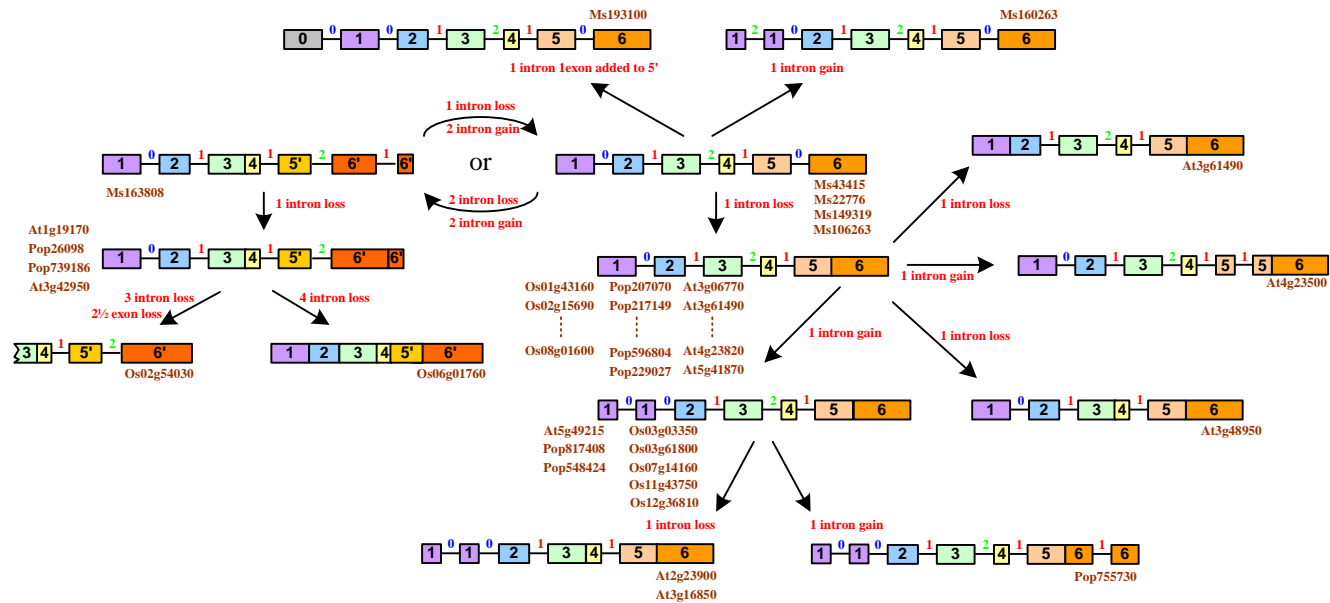 Ms193100
Ms160263
0 0 1 0 2 1 3 2 4 1 5 0 6
1 2 1 0 2 1 3 2 4 1 5 0 6
1 intron 1exon added to 5'
1 intron gain
1 intron loss
2 intron gain
or
2 intron loss
2 intron gain
1 0 2 1 3 4 1 5' 2 6' 1 6'
Ms163808
1 0 2 1 3 2 4 1 5 0 6
Ms43415
Ms22776
Ms149319
Ms106263
1 2 1 3 2 4 1 5 6
At3g61490
1 intron loss
1 intron loss
1 intron loss
At1g19170
Pop26098
Pop739186
At3g42950
1 0 2 1 3 4 1 5' 2 6' 6'
1 0 2 1 3 2 4 1 5 6
Os01g43160 Pop207070 At3g06770
Os02g15690 Pop217149 At3g61490
Os08g01600 Pop596804 At4g23820
Pop229027 At5g41870
1 intron gain
1 0 2 1 3 2 4 1 5 1 5 6
At4g23500
3 intron loss
2½ exon loss
4 intron loss
3 4 1 5' 2 6'
Os02g54030
1 2 3 4 5' 6'
Os06g01760
1 intron gain
1 intron loss
1 0 1 0 2 1 3 2 4 1 5 6
At5g49215 Os03g03350
Pop817408 Os03g61800
Pop548424 Os07g14160
Os11g43750
Os12g36810
1 0 2 1 3 4 1 5 6
At3g48950
1 intron loss
1 intron gain
1 0 1 0 2 1 3 4 1 5 6
At2g23900
At3g16850
1 0 1 0 2 1 3 2 4 1 5 6 1 6
Pop755730